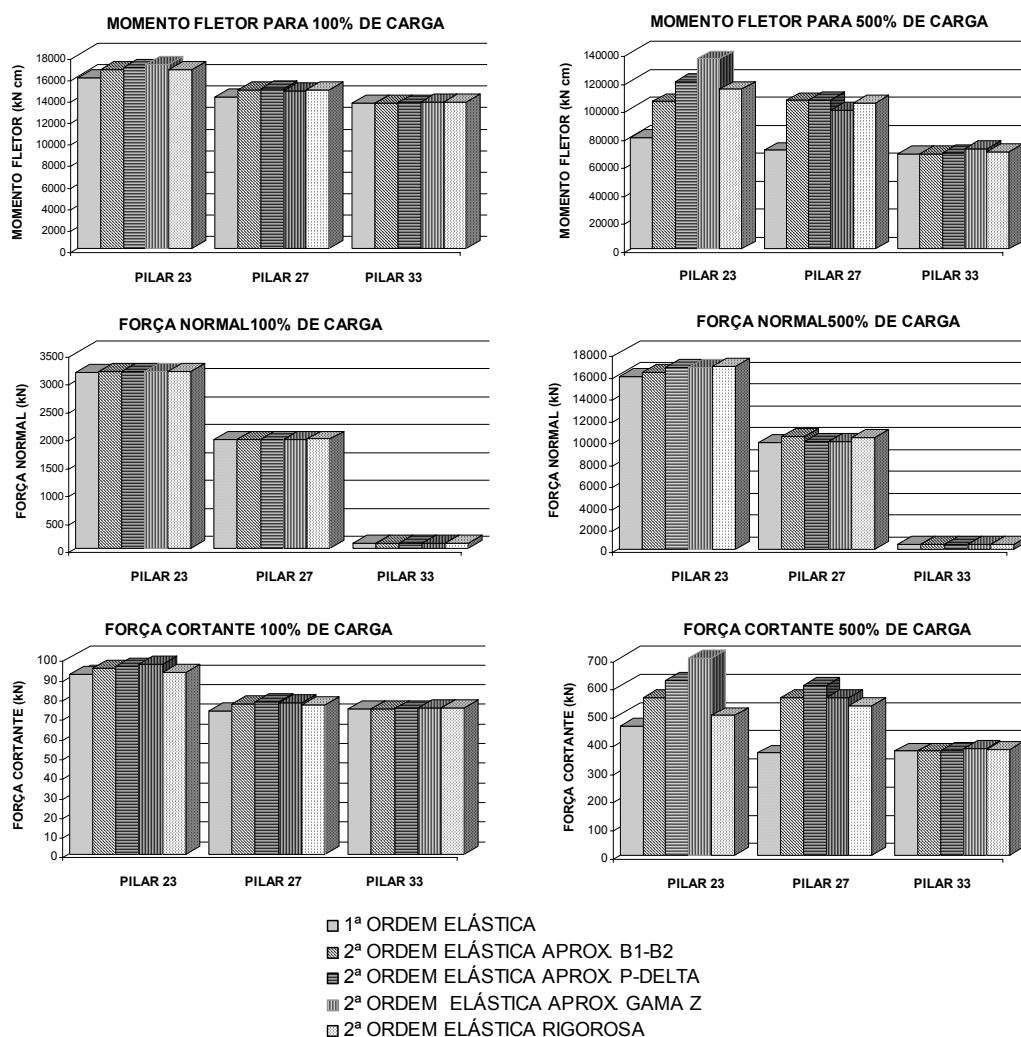 MOMENTO FLETOR PARA 100% DE CARGA
MOMENTO FLETOR (kN cm)
18000
16000
14000
12000
10000
8000
6000
4000
2000
0
PILAR 23 PILAR 27 PILAR 33
MOMENTO FLETOR PARA 500% DE CARGA
MOMENTO FLETOR (kN cm)
140000
120000
100000
80000
60000
40000
20000
0
PILAR 23 PILAR 27 PILAR 33
FORÇA NORMAL100% DE CARGA
FORÇA NORMAL (kN)
3500
3000
2500
2000
1500
1000
500
0
PILAR 23 PILAR 27 PILAR 33
FORÇA NORMAL500% DE CARGA
FORÇA NORMAL (kN)
18000
16000
14000
12000
10000
8000
6000
4000
2000
0
PILAR 23 PILAR 27 PILAR 33
FORÇA CORTANTE 100% DE CARGA
FORÇA CORTANTE (kN)
100
90
80
70
60
50
40
30
20
10
0
PILAR 23 PILAR 27 PILAR 33
FORÇA CORTANTE 500% DE CARGA
FORÇA CORTANTE (kN)
700
600
500
400
300
200
100
0
PILAR 23 PILAR 27 PILAR 33
1ª ORDEM ELÁSTICA
2ª ORDEM ELÁSTICA APROX. B1-B2
2ª ORDEM ELÁSTICA APROX. P-DELTA
2ª ORDEM ELÁSTICA APROX. GAMA Z
2ª ORDEM ELÁSTICA RIGOROSA